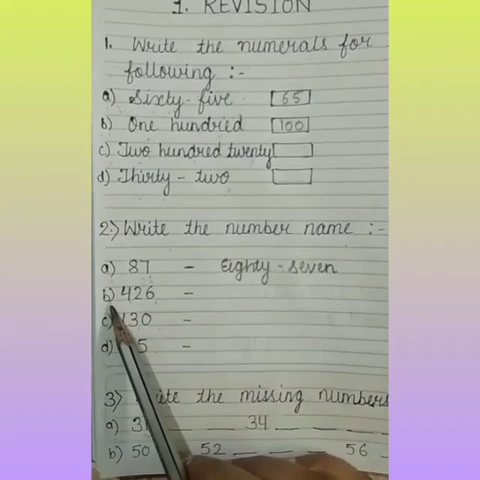 1. REVISION
1. Write the numerals for
following :-
a) Sixty-five [65]
b) One hundred [100]
c) Two hundred twenty
d) Thirty-two
2) Write the number name :-
a) 87 - Eighty-seven
b) 426 -
c) 130 -
d) 5 -
3) the missing numbers
a) 34
b) 50 52 56